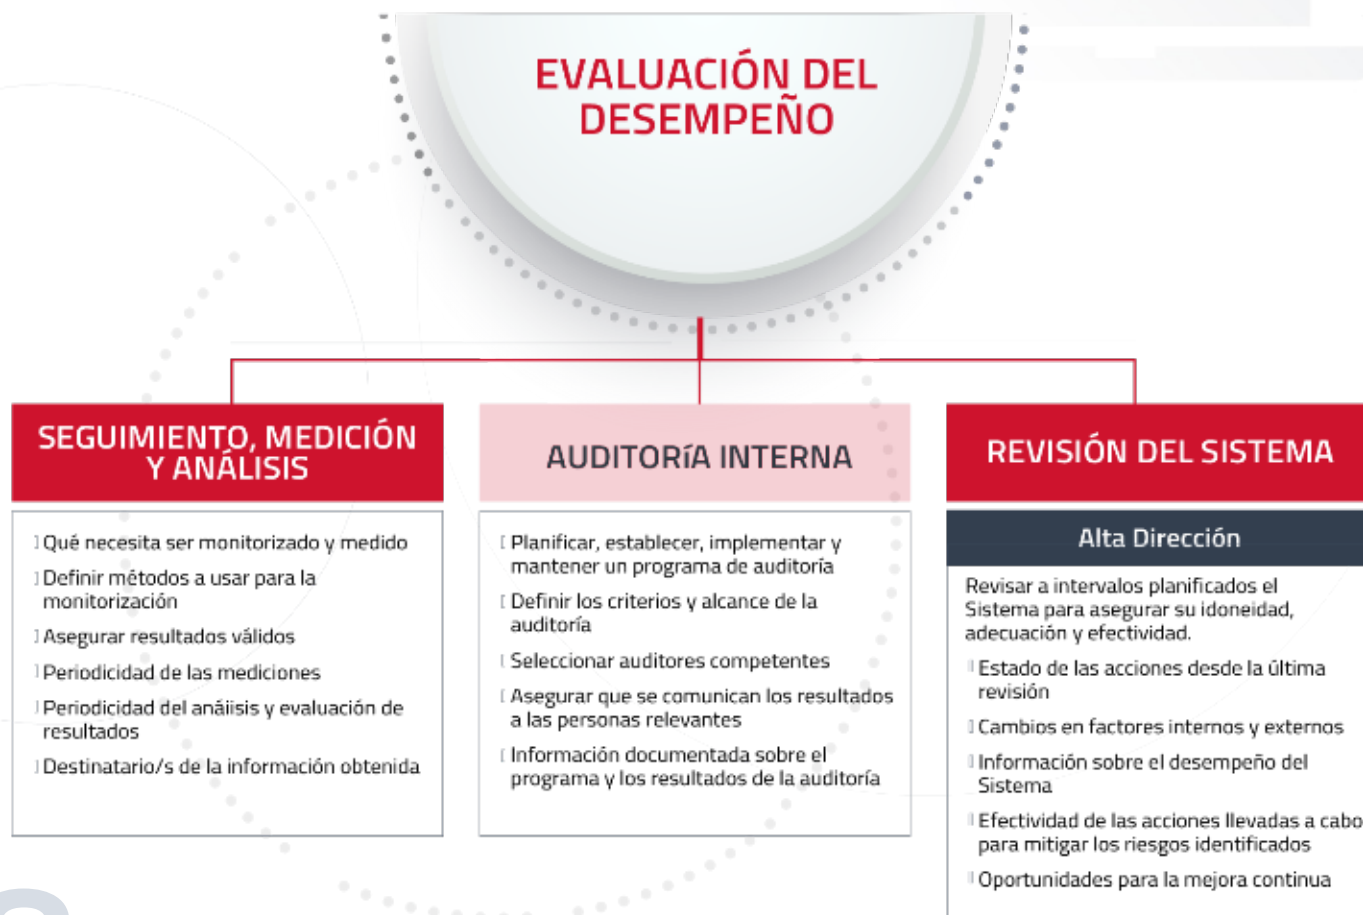 EVALUACIÓN DEL
DESEMPEÑO
SEGUIMIENTO, MEDICIÓN
Y ANÁLISIS
Qué necesita ser monitorizado y medido
Definir métodos a usar para la
monitorización
Asegurar resultados válidos
Periodicidad de las mediciones
Periodicidad del anáiisis y evaluación de
resultados
Destinatario/s de la información obtenida
AUDITORíA INTERNA
Planificar, establecer, implementar y
mantener un programa de auditoría
Definir los criterios y alcance de la
auditoría
Seleccionar auditores competentes
Asegurar que se comunican los resultados
a las personas relevantes
Información documentada sobre el
programa y los resultados de la auditoría
REVISIÓN DEL SISTEMA
Alta Dirección
Revisar a intervalos planificados el
Sistema para asegurar su idoneidad,
adecuación y efectividad.
Estado de las acciones desde la última
revisión
Cambios en factores internos y externos
Información sobre el desempeño del
Sistema
Efectividad de las acciones llevadas a cabo
para mitigar los riesgos identificados
Oportunidades para la mejora continua